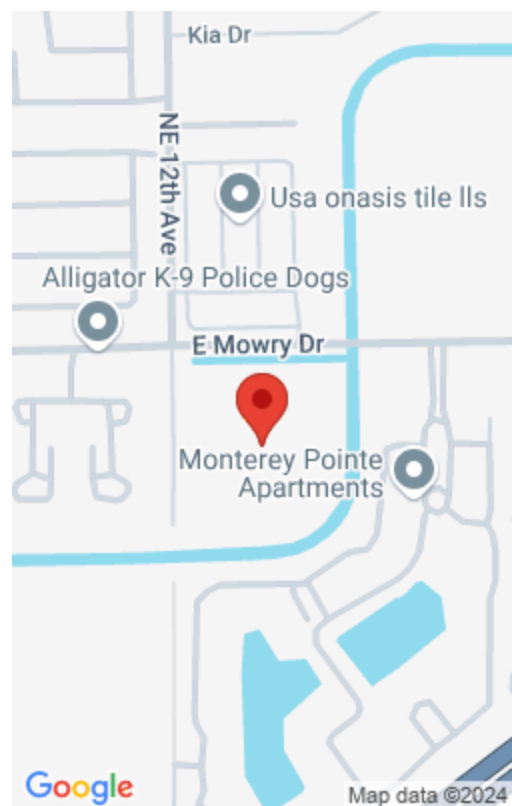 Kia Dr
NE 12th Ave
Usa onasis tile lls
Alligator K-9 Police Dogs
E Mowry Dr
Monterey Pointe
Apartments
Google
Map data ©2024